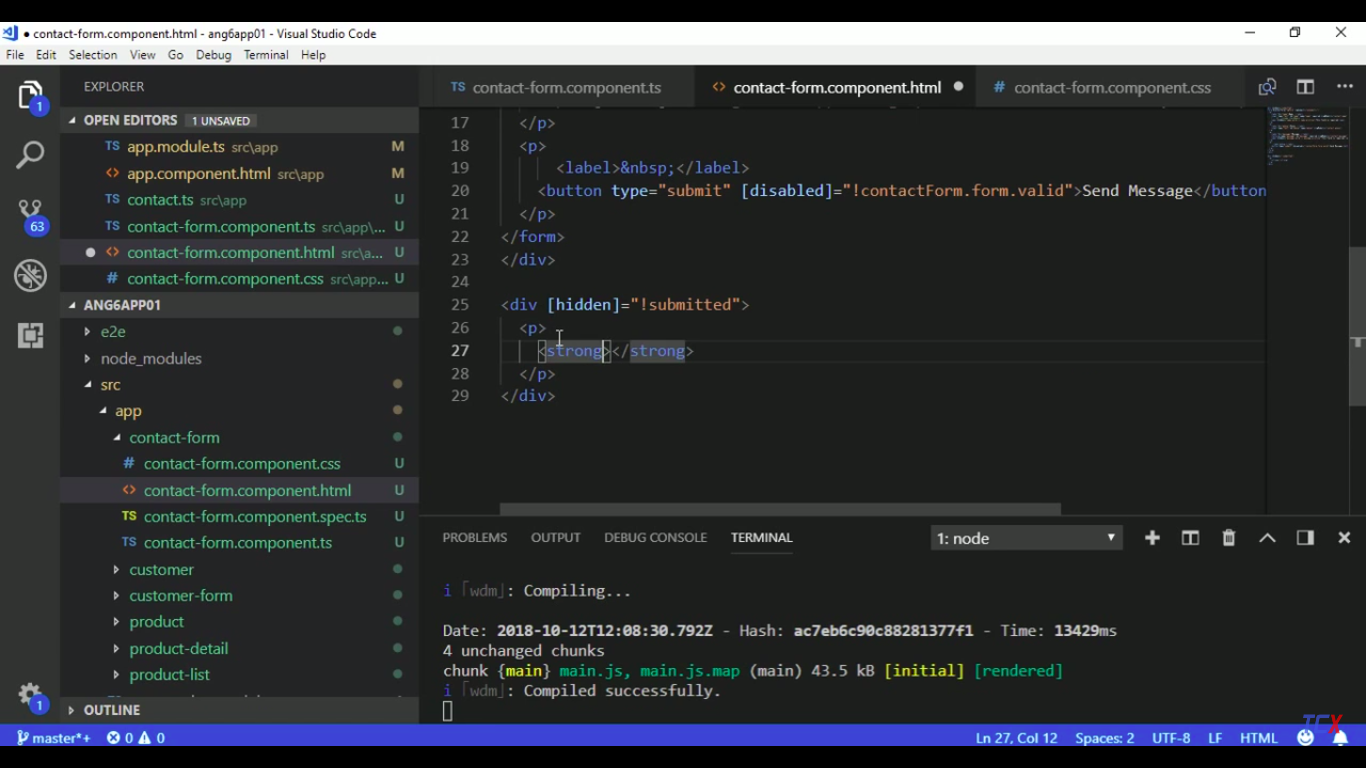 ● contact-form.component.html - ang6app01 - Visual Studio Code
File Edit Selection View Go Debug Terminal Help
EXPLORER
TS contact-form.component.ts <> contact-form.component.html ● # contact-form.component.css
OPEN EDITORS 1 UNSAVED
TS app.module.ts src\app M
<> app.component.html src\app M
TS contact.ts src\app U
TS contact-form.component.ts src\app\... U
● <> contact-form.component.html src\a... U
# contact-form.component.css src\app... U
ANG6APP01
e2e
node_modules
src
app
contact-form
# contact-form.component.css U
<> contact-form.component.html U
TS contact-form.component.spec.ts U
TS contact-form.component.ts U
customer
customer-form
product
product-detail
product-list
OUTLINE
1
63
1
17 </p>
18 <p>
19 <label>&nbsp;</label>
20 <button type="submit" [disabled]="!contactForm.form.valid">Send Message</button
21 </p>
22 </form>
23 </div>
24
25 <div [hidden]="!submitted">
26 <p>
27 <strong></strong>
28 </p>
29 </div>
PROBLEMS OUTPUT DEBUG CONSOLE TERMINAL 1: node
i ｢wdm｣: Compiling...
Date: 2018-10-12T12:08:30.792Z - Hash: ac7eb6c90c88281377f1 - Time: 13429ms
4 unchanged chunks
chunk {main} main.js, main.js.map (main) 43.5 kB [initial] [rendered]
i ｢wdm｣: Compiled successfully.
TCX
master*+ 0 0 Ln 27, Col 12 Spaces: 2 UTF-8 LF HTML